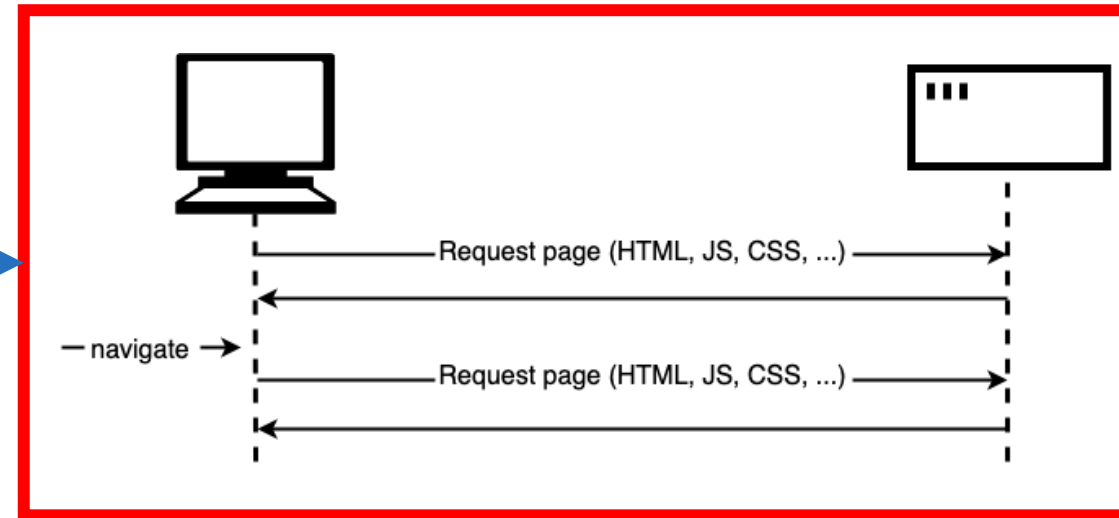 Request page (HTML, JS, CSS, ...)
navigate
Request page (HTML, JS, CSS, ...)